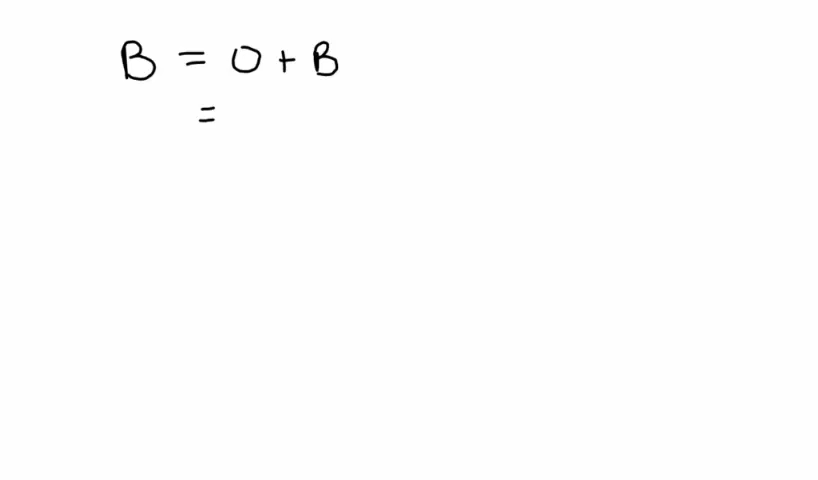 B = 0 + B
=